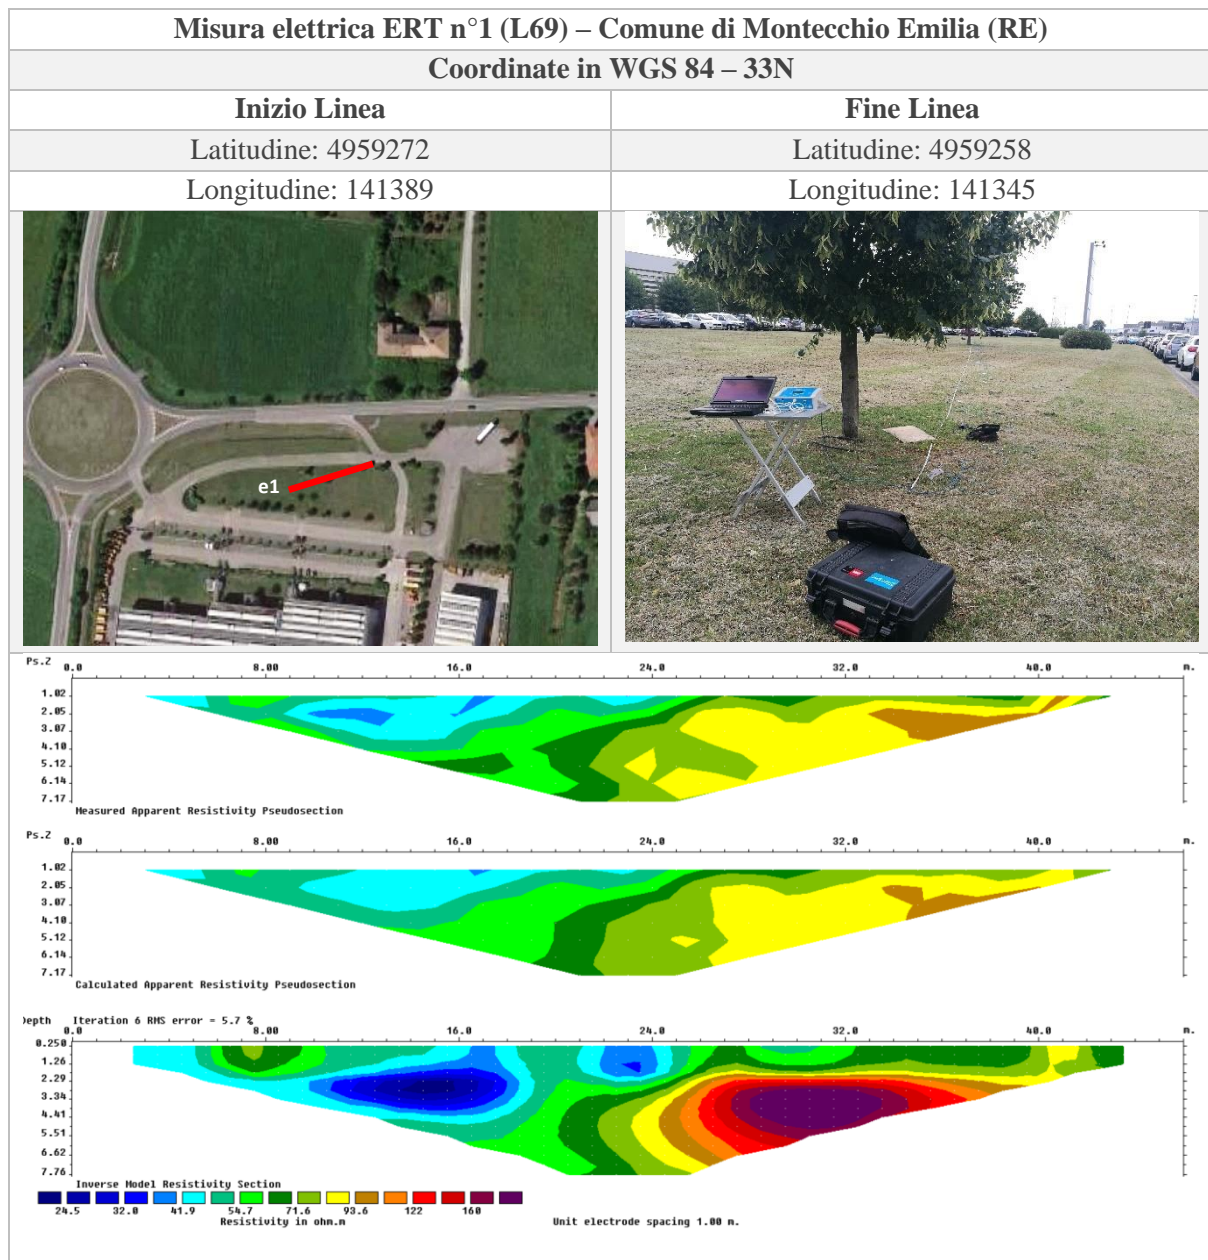 Misura elettrica ERT n°1 (L69) – Comune di Montecchio Emilia (RE)
Coordinate in WGS 84 – 33N
Inizio Linea
Fine Linea
Latitudine: 4959272
Latitudine: 4959258
Longitudine: 141389
Longitudine: 141345
e1
Ps.Z 0.0 8.00 16.0 24.0 32.0 40.0 m.
1.02
2.05
3.07
4.10
5.12
6.14
7.17
Measured Apparent Resistivity Pseudosection
Ps.Z 0.0 8.00 16.0 24.0 32.0 40.0 m.
1.02
2.05
3.07
4.10
5.12
6.14
7.17
Calculated Apparent Resistivity Pseudosection
Depth Iteration 6 RMS error = 5.7 %
0.0 8.00 16.0 24.0 32.0 40.0 m.
0.250
1.26
2.29
3.34
4.41
5.51
6.62
7.76
Inverse Model Resistivity Section
24.5 32.0 41.9 54.7 71.6 93.6 122 160
Resistivity in ohm.m
Unit electrode spacing 1.00 m.